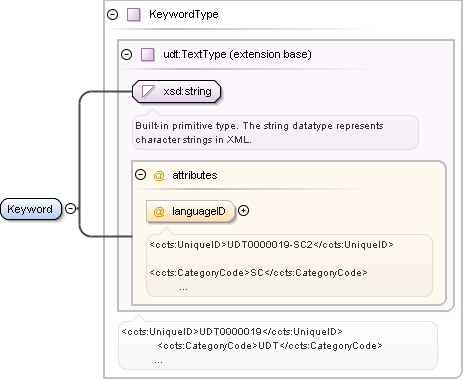 KeywordType
udt:TextType (extension base)
xsd:string
Built-in primitive type. The string datatype represents
character strings in XML.
@ attributes
Keyword
@ languageID
<ccts:UniqueID>UDT0000019-SC2</ccts:UniqueID>
<ccts:CategoryCode>SC</ccts:CategoryCode>
...
<ccts:UniqueID>UDT0000019</ccts:UniqueID>
<ccts:CategoryCode>UDT</ccts:CategoryCode>
...